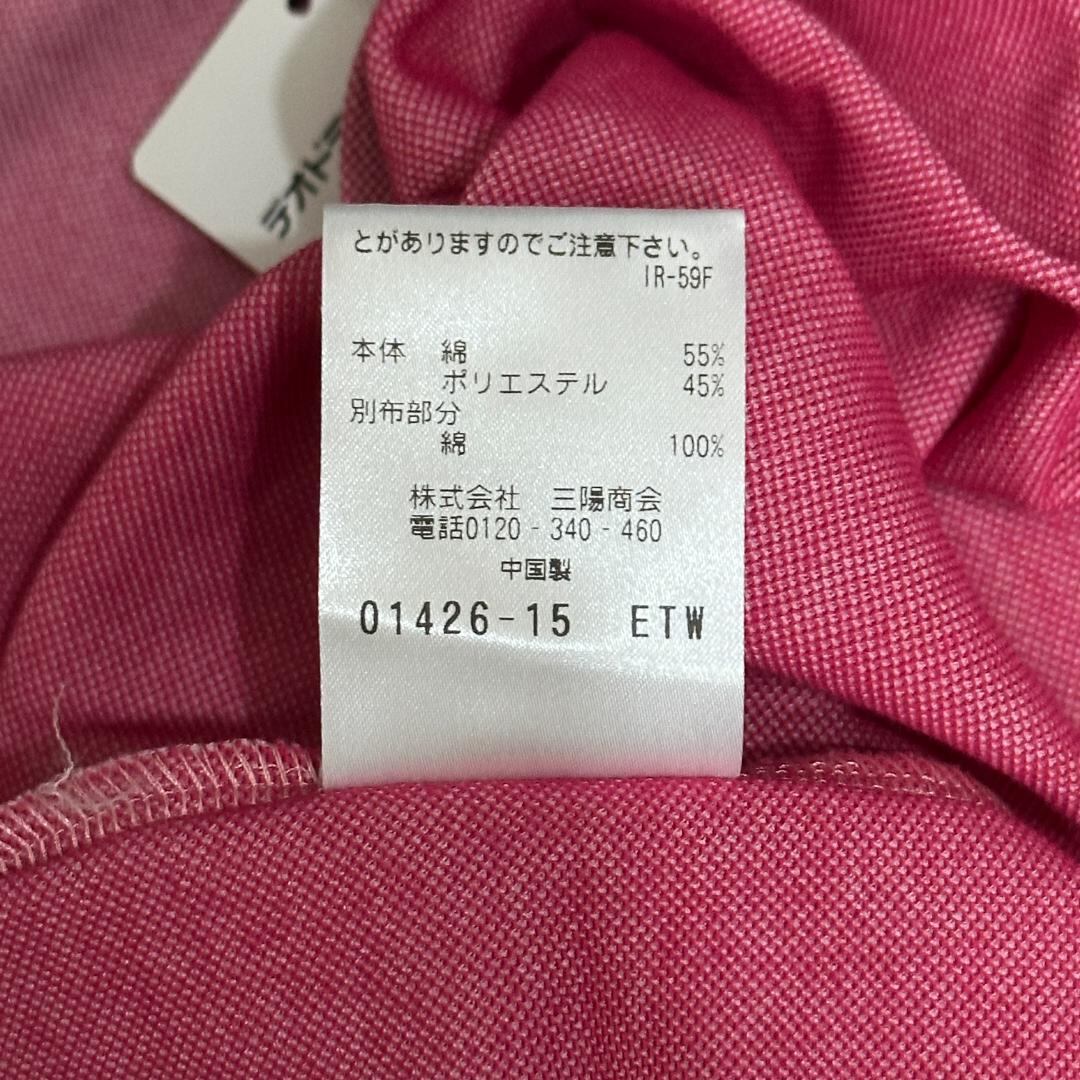 とがありますのでご注意下さい。
IR-59F
本体 綿 55%
ポリエステル 45%
別布部分
綿 100%
株式会社 三陽商会
電話0120-340-460
中国製
01426-15 ETW